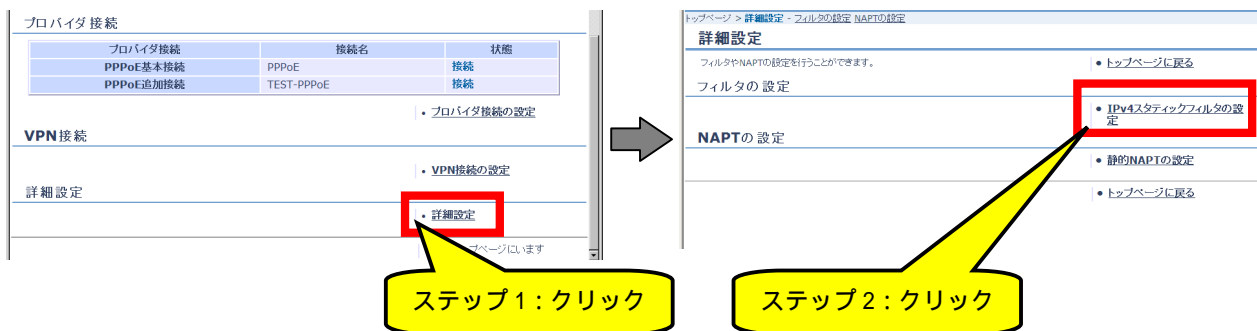 プロバイダ接続
プロバイダ接続 接続名 状態
PPPoE基本接続 PPPoE 接続
PPPoE追加接続 TEST-PPPoE 接続
・プロバイダ接続の設定
VPN接続
・VPN接続の設定
詳細設定
・詳細設定
プページにいます
ステップ1：クリック
トップページ > 詳細設定 - フィルタの設定 NAPTの設定
詳細設定
フィルタやNAPTの設定を行うことができます。
・トップページに戻る
フィルタの設定
・IPv4スタティックフィルタの設
定
NAPTの設定
・静的NAPTの設定
・トップページに戻る
ステップ2：クリック